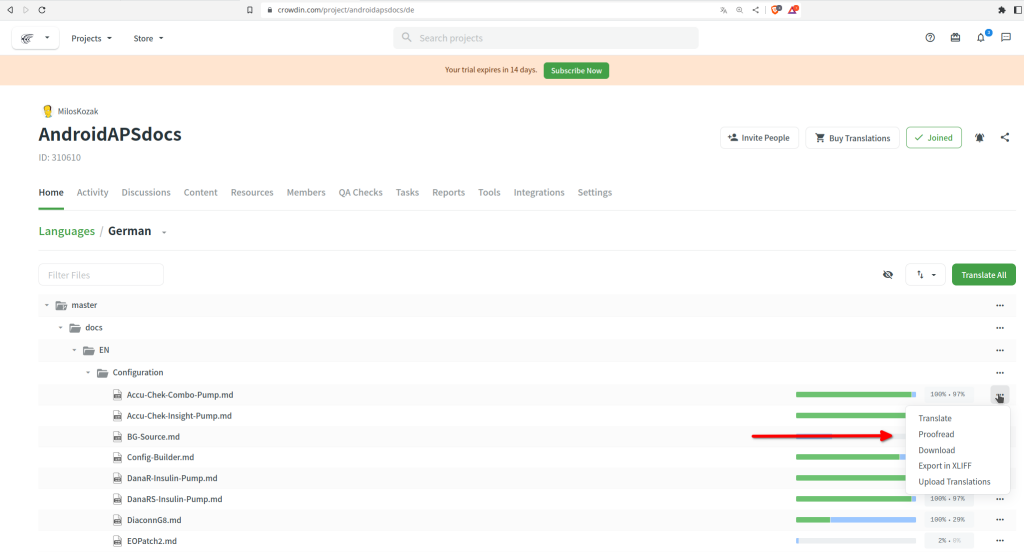 crowdin.com/project/androidapsdocs/de
Projects
Store
Search projects
Your trial expires in 14 days.
Subscribe Now
MilosKozak
AndroidAPSdocs
ID: 310610
Invite People
Buy Translations
Joined
Home Activity Discussions Content Resources Members QA Checks Tasks Reports Tools Integrations Settings
Languages / German
Filter Files
Translate All
master
docs
EN
Configuration
Accu-Chek-Combo-Pump.md 100% • 97%
Accu-Chek-Insight-Pump.md
Translate
BG-Source.md
Proofread
Download
Config-Builder.md
Export in XLIFF
DanaR-Insulin-Pump.md
Upload Translations
DanaRS-Insulin-Pump.md 100% • 97%
DiaconnG8.md 100% • 29%
EOPatch2.md 2% • 0%